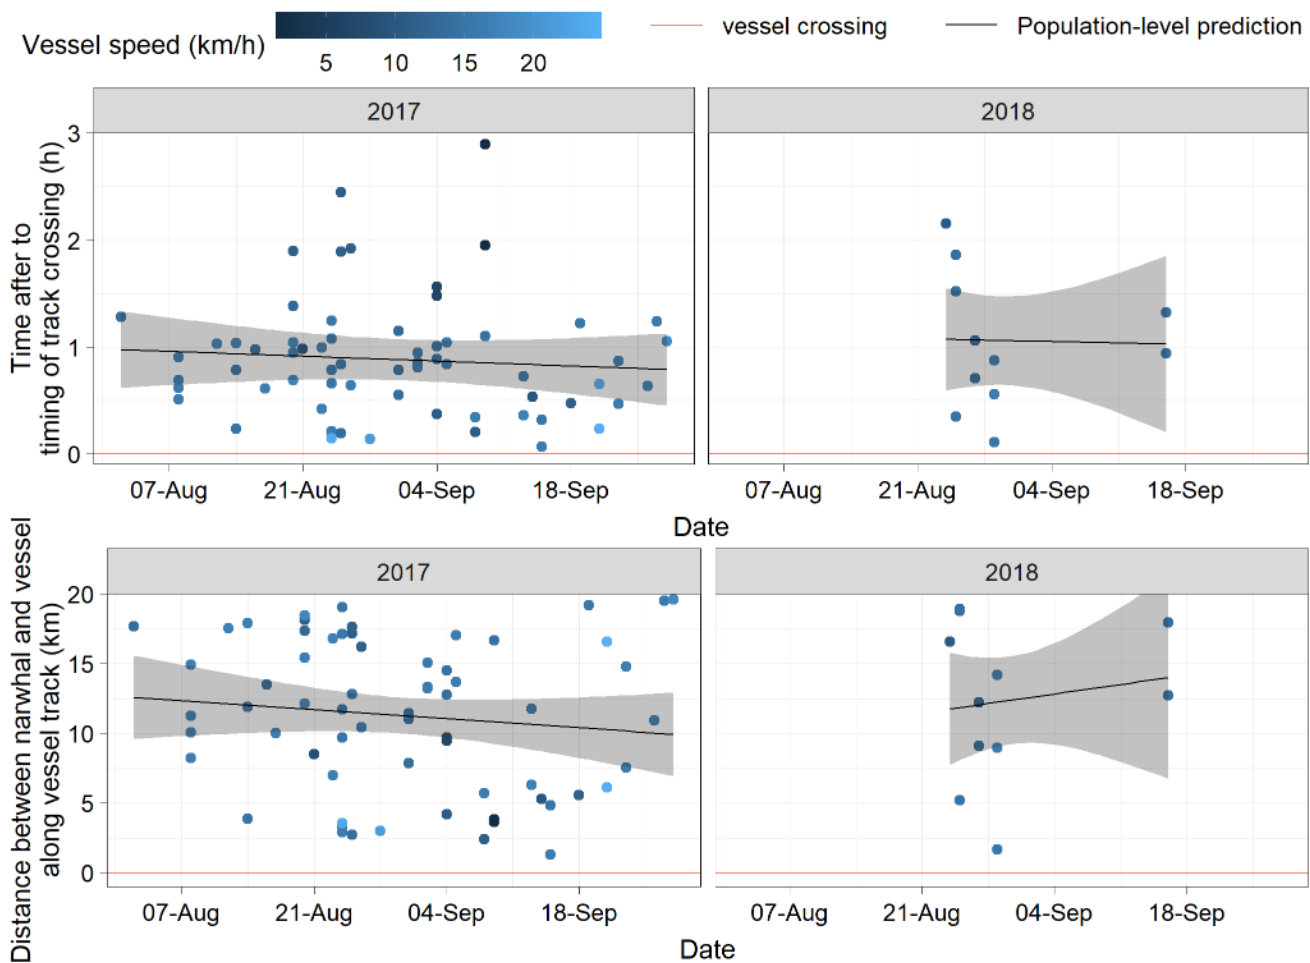 Vessel speed (km/h)
5 10 15 20
vessel crossing
Population-level prediction
2017
2018
Time after to
timing of track crossing (h)
3
2
1
0
07-Aug 21-Aug 04-Sep 18-Sep
07-Aug 21-Aug 04-Sep 18-Sep
Date
2017
2018
Distance between narwhal and vessel
along vessel track (km)
20
15
10
5
0
07-Aug 21-Aug 04-Sep 18-Sep
07-Aug 21-Aug 04-Sep 18-Sep
Date